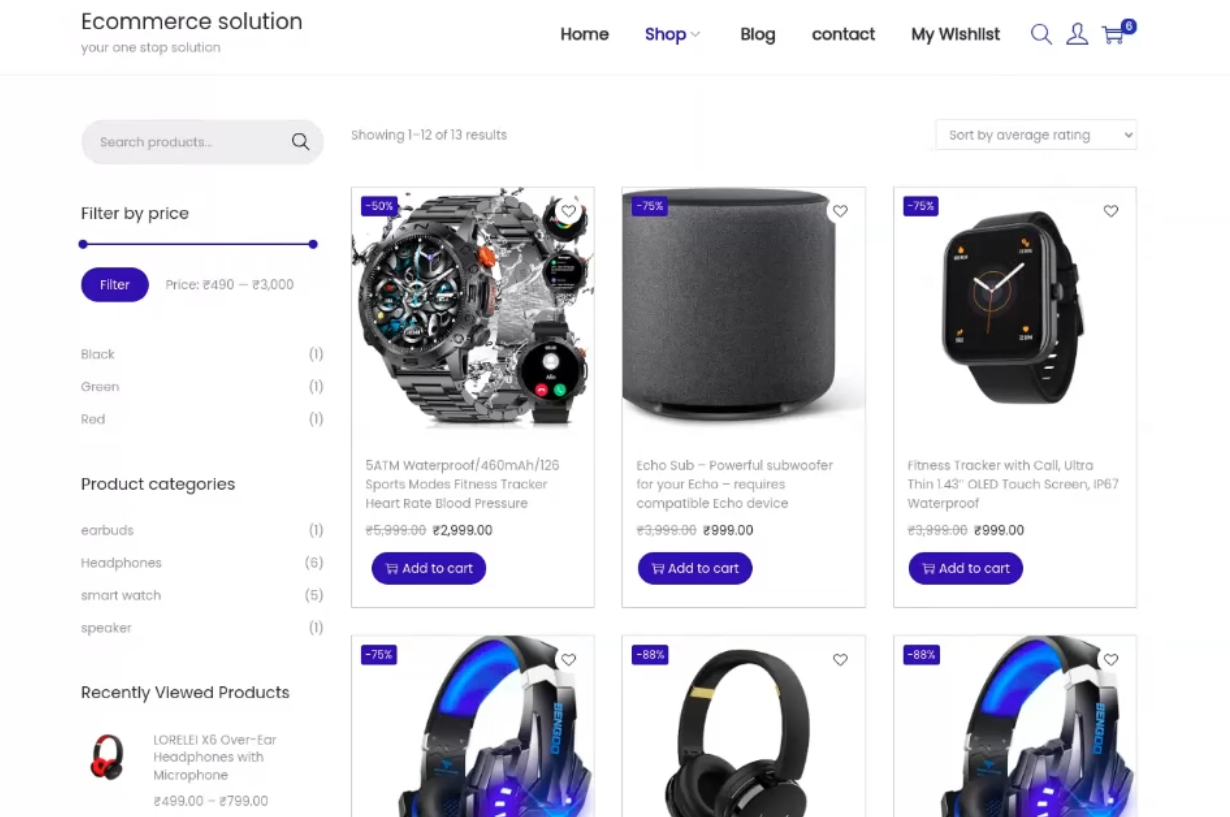 Ecommerce solution
your one stop solution
Home
Shop
Blog
contact
My Wishlist
6
Search products...
Filter by price
Filter
Price: ₹490 — ₹3,000
Black (1)
Green (1)
Red (1)
Product categories
earbuds (1)
Headphones (6)
smart watch (5)
speaker (1)
Recently Viewed Products
LORELEI X6 Over-Ear
Headphones with
Microphone
₹499.00 – ₹799.00
Showing 1–12 of 13 results
Sort by average rating
-50%
5ATM Waterproof/460mAh/126
Sports Modes Fitness Tracker
Heart Rate Blood Pressure
₹5,999.00 ₹2,999.00
Add to cart
-75%
Echo Sub – Powerful subwoofer
for your Echo – requires
compatible Echo device
₹3,999.00 ₹999.00
Add to cart
-75%
Fitness Tracker with Call, Ultra
Thin 1.43″ OLED Touch Screen, IP67
Waterproof
₹3,999.00 ₹999.00
Add to cart
-75%
BENGOO
-88%
-88%
BENGOO